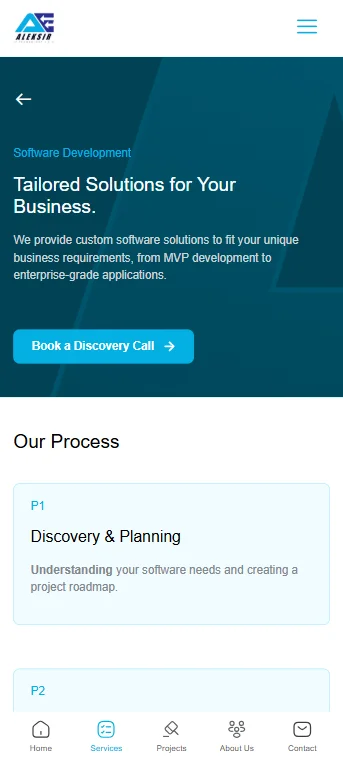 ALEKSIR
Software Development
Tailored Solutions for Your
Business.
We provide custom software solutions to fit your unique
business requirements, from MVP development to
enterprise-grade applications.
Book a Discovery Call
Our Process
P1
Discovery & Planning
Understanding your software needs and creating a
project roadmap.
P2
Home
Services
Projects
About Us
Contact